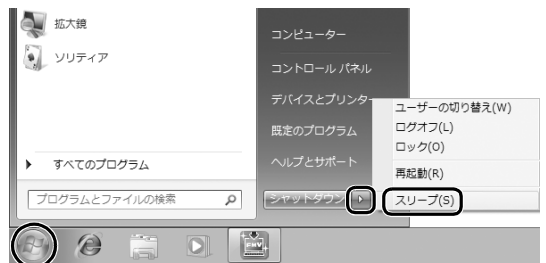 拡大鏡
ソリティア
すべてのプログラム
プログラムとファイルの検索
コンピューター
コントロール パネル
デバイスとプリンター
既定のプログラム
ヘルプとサポート
シャットダウン
ユーザーの切り替え(W)
ログオフ(L)
ロック(O)
再起動(R)
スリープ(S)
FMV